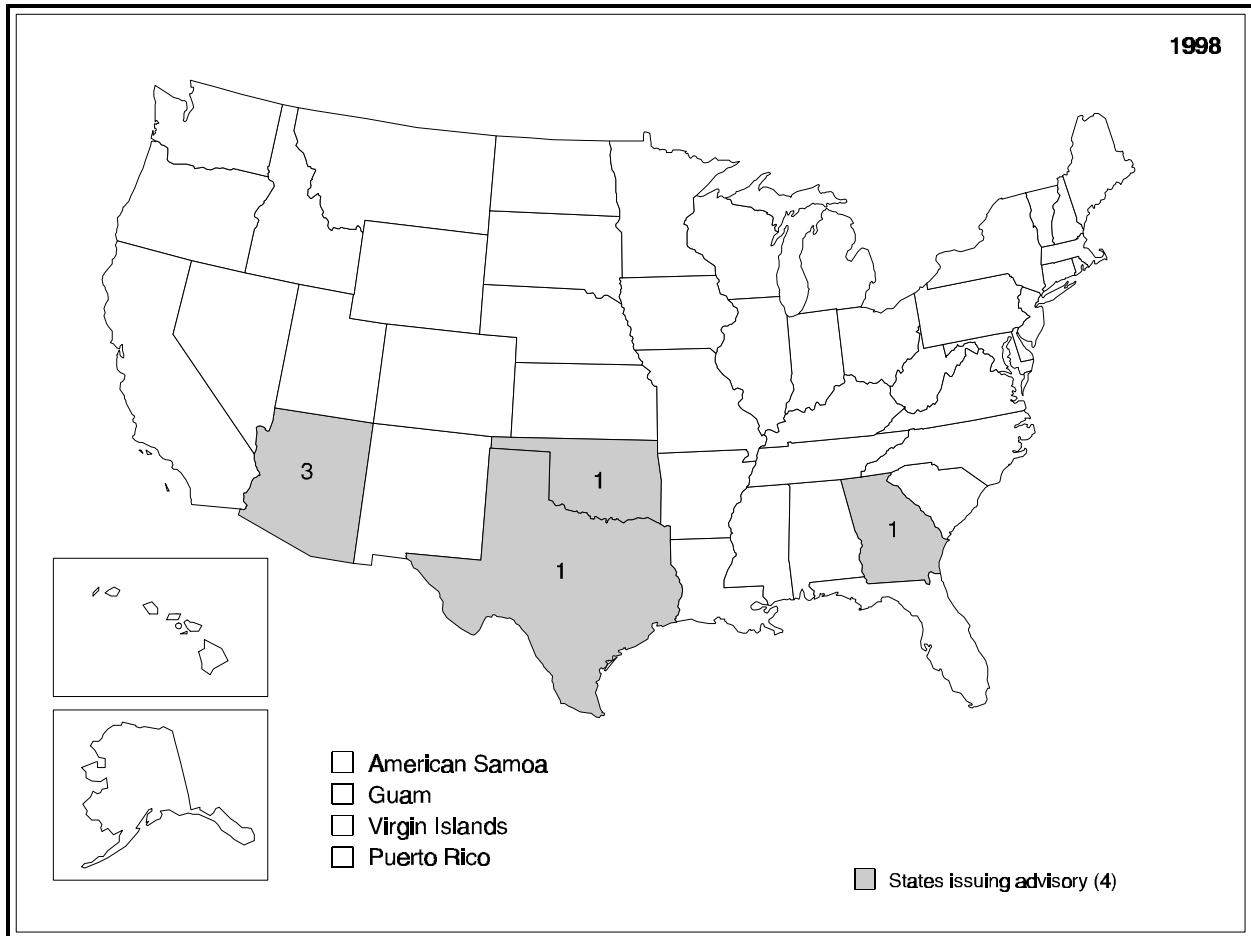 1998
3
1
1
1
American Samoa
Guam
Virgin Islands
Puerto Rico
States issuing advisory (4)